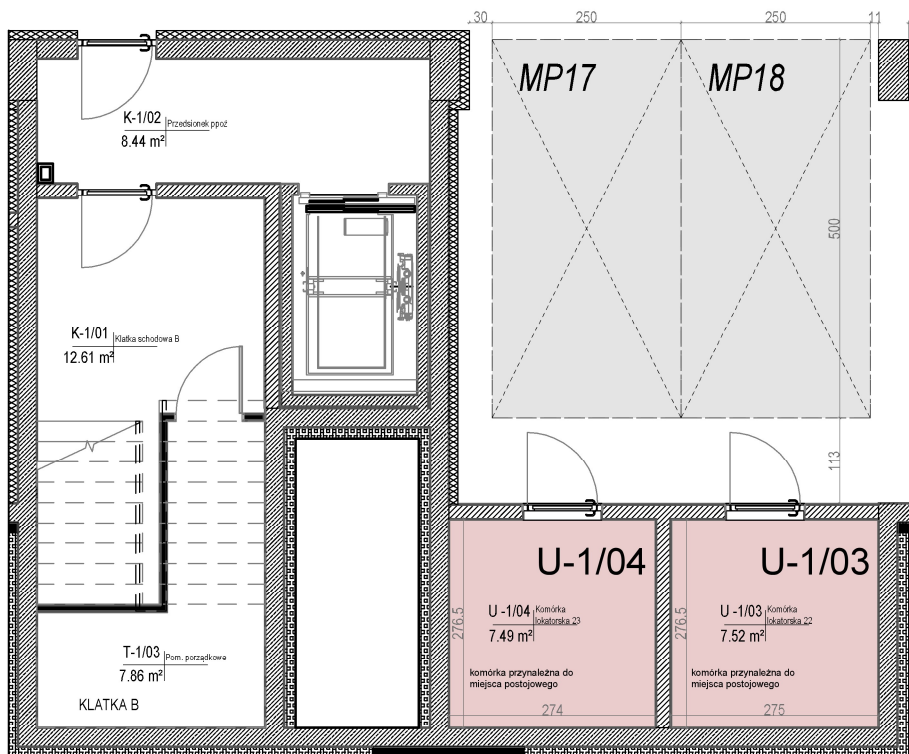 30
250
250
11
MP17
MP18
K-1/02
Przedsionek ppoż
8.44 m²
500
K-1/01
Klatka schodowa B
12.61 m²
113
U-1/04
U-1/03
U -1/04
Komórka
lokatorska 23
7.49 m²
276.5
U -1/03
Komórka
lokatorska 22
7.52 m²
276.5
T-1/03
Pom. porządkowe
7.86 m²
komórka przynależna do
miejsca postojowego
komórka przynależna do
miejsca postojowego
KLATKA B
274
275